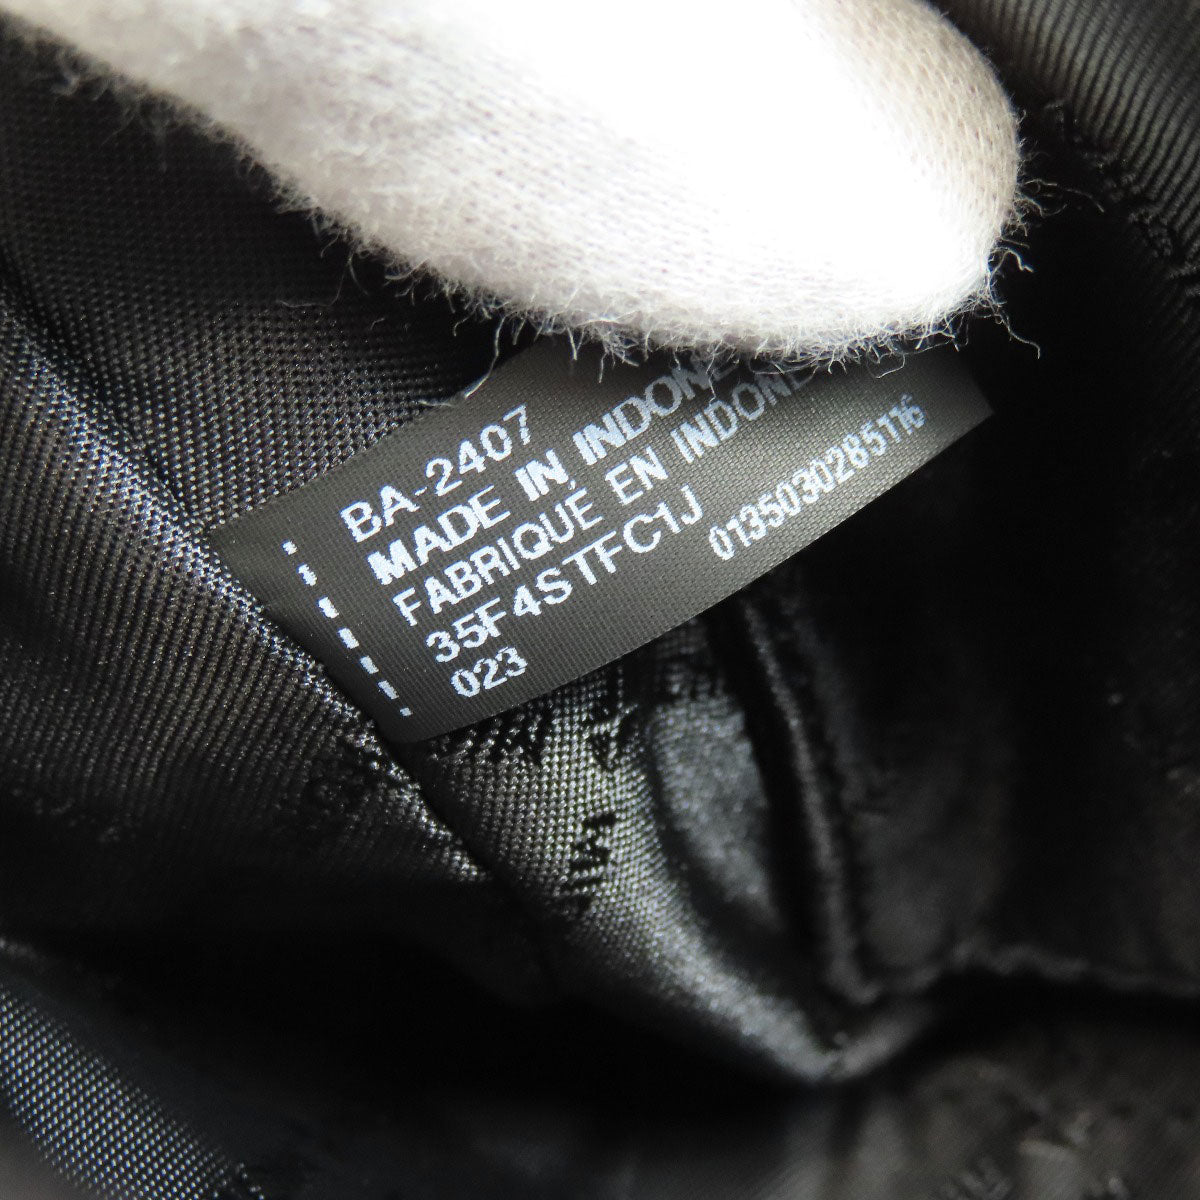 BA-2407
MADE IN INDONE
FABRIQUE EN INDONE
35F4STFC1J
023
0135030285116